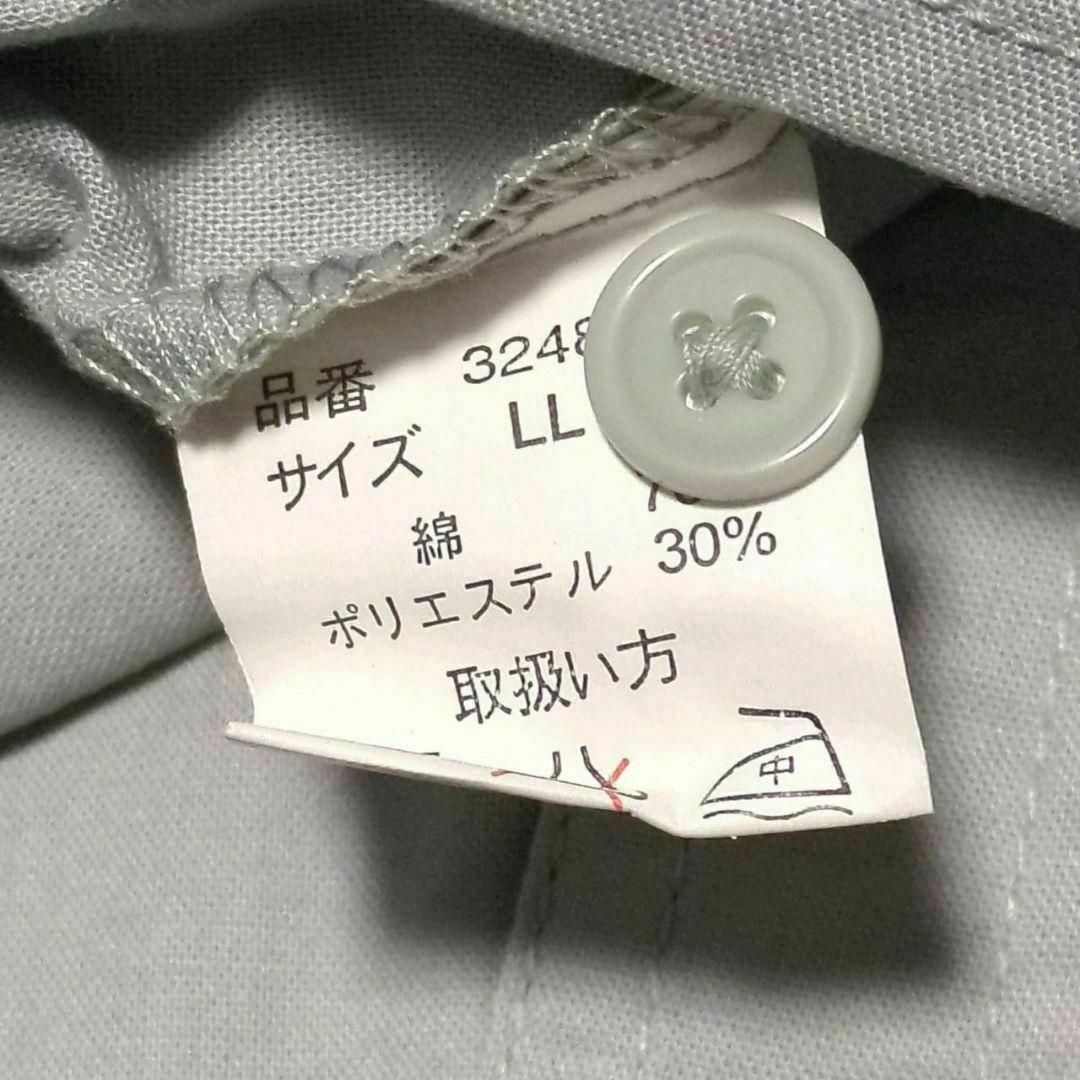 品番 3248
サイズ LL
綿
ポリエステル 30%
取扱い方
中